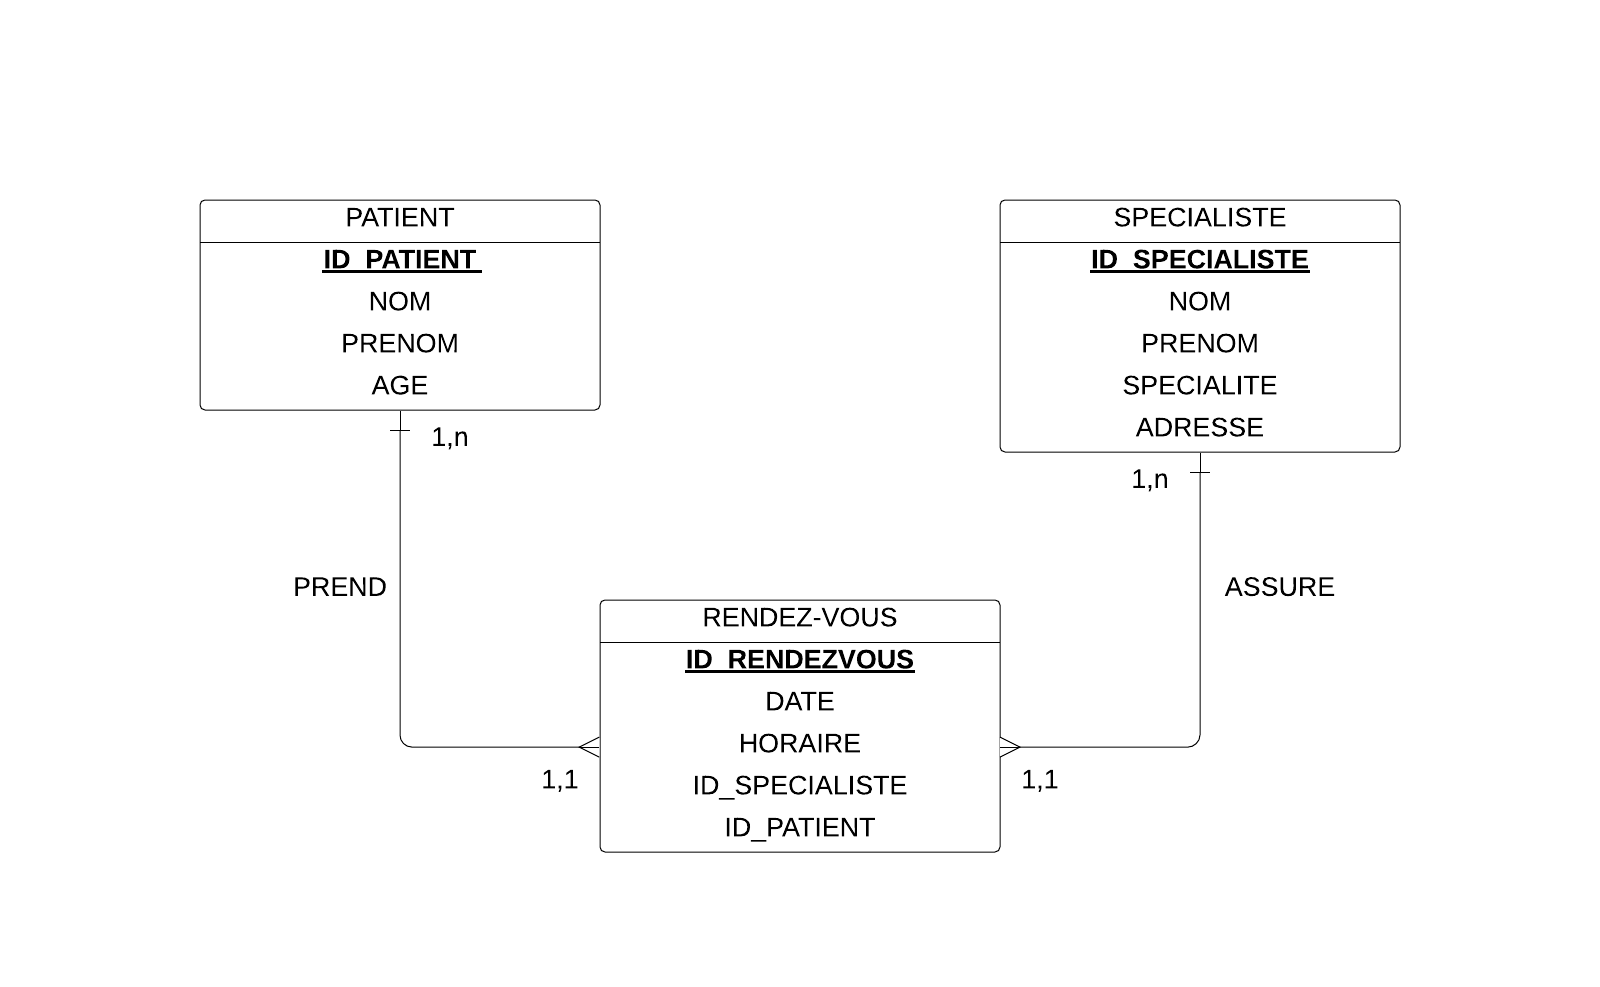 PATIENT
ID_PATIENT
NOM
PRENOM
AGE
1,n
SPECIALISTE
ID_SPECIALISTE
NOM
PRENOM
SPECIALITE
ADRESSE
1,n
PREND
ASSURE
RENDEZ-VOUS
ID_RENDEZVOUS
DATE
HORAIRE
ID_SPECIALISTE
ID_PATIENT
1,1
1,1